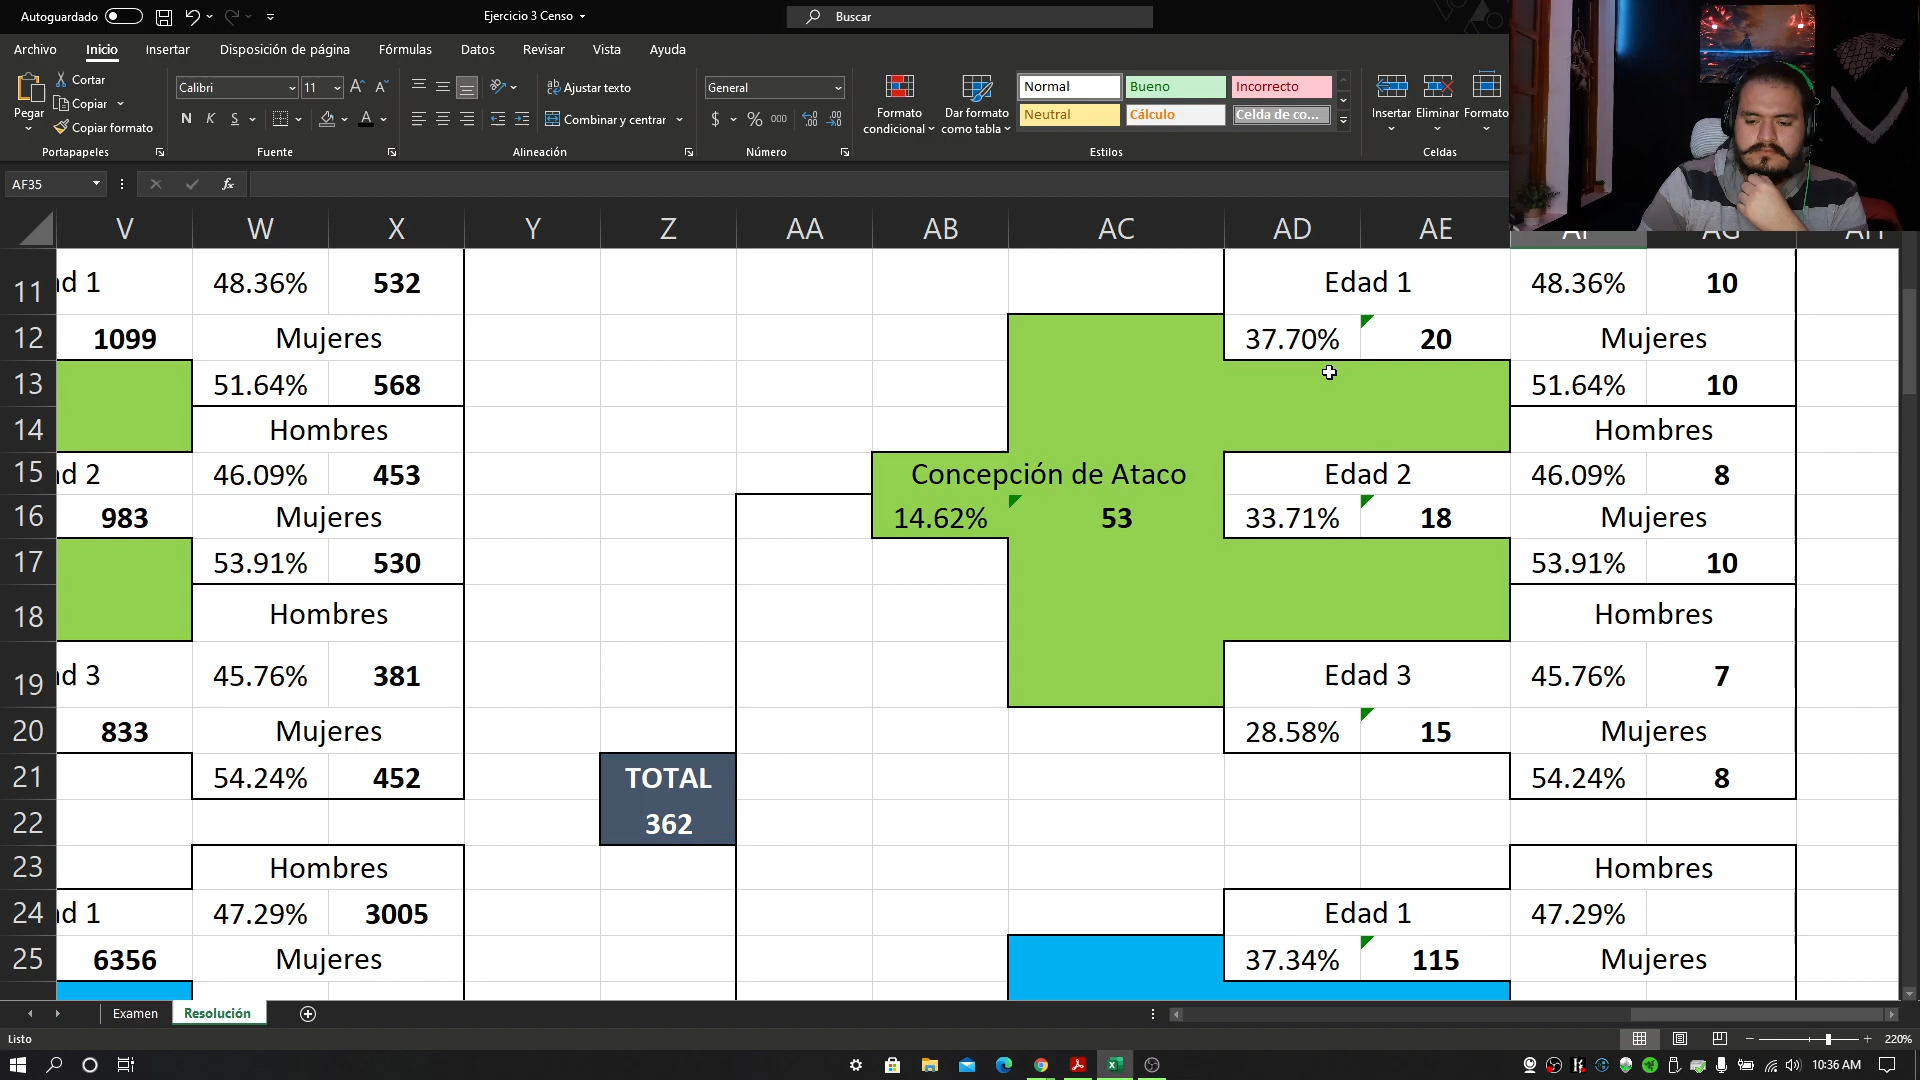 Autoguardado
Ejercicio 3 Censo
Buscar
Archivo Inicio Insertar Disposición de página Fórmulas Datos Revisar Vista Ayuda
Pegar
Cortar
Copiar
Copiar formato
Portapapeles
Calibri 11
N K S
Fuente
Ajustar texto
Combinar y centrar
Alineación
General
$ % 000
Número
Formato condicional
Dar formato como tabla
Normal Bueno Incorrecto
Neutral Cálculo Celda de co...
Estilos
Insertar Eliminar Formato
Celdas
AF35 fx
V W X Y Z AA AB AC AD AE
11 48.36% 532 Edad 1 48.36% 10
12 1099 Mujeres 37.70% 20 Mujeres
13 51.64% 568 51.64% 10
14 Hombres Hombres
15 46.09% 453 Concepción de Ataco Edad 2 46.09% 8
16 983 Mujeres 14.62% 53 33.71% 18 Mujeres
17 53.91% 530 53.91% 10
18 Hombres Hombres
19 45.76% 381 Edad 3 45.76% 7
20 833 Mujeres 28.58% 15 Mujeres
21 54.24% 452 TOTAL 54.24% 8
22 362
23 Hombres Hombres
24 47.29% 3005 Edad 1 47.29%
25 6356 Mujeres 37.34% 115 Mujeres
Examen Resolución
Listo 220%
10:36 AM